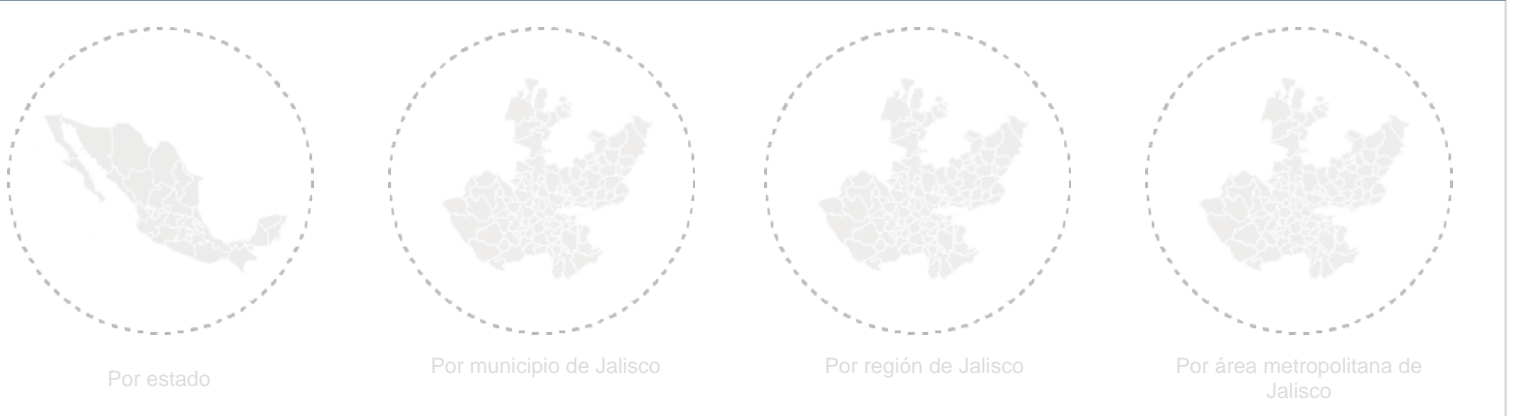 Por estado
Por municipio de Jalisco
Por región de Jalisco
Por área metropolitana de
Jalisco